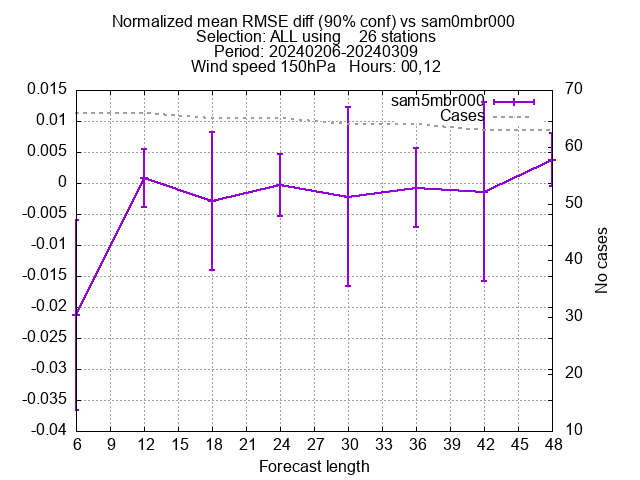 Normalized mean RMSE diff (90% conf) vs sam0mbr000
Selection: ALL using    26 stations
Period: 20240206-20240309
Wind speed 150hPa   Hours: 00,12
sam5mbr000
Cases
0.015
0.01
0.005
0
-0.005
-0.01
-0.015
-0.02
-0.025
-0.03
-0.035
-0.04
70
60
50
40
30
20
10
No cases
6 9 12 15 18 21 24 27 30 33 36 39 42 45 48
Forecast length